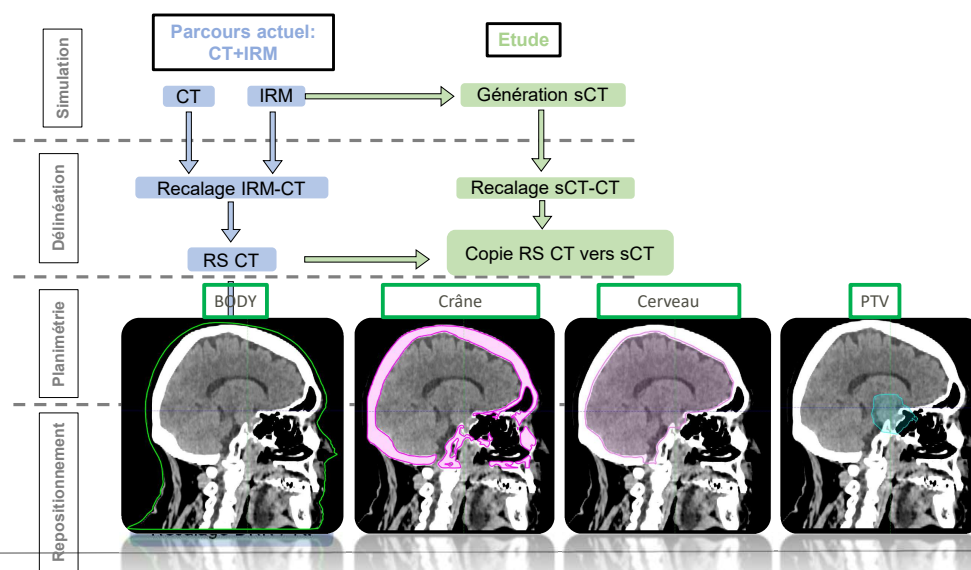 Parcours actuel:
CT+IRM
Etude
Simulation
CT
IRM
Génération sCT
Délinéation
Recalage IRM-CT
Recalage sCT-CT
RS CT
Copie RS CT vers sCT
Planimétrie
BODY
Crâne
Cerveau
PTV
Repositionnement